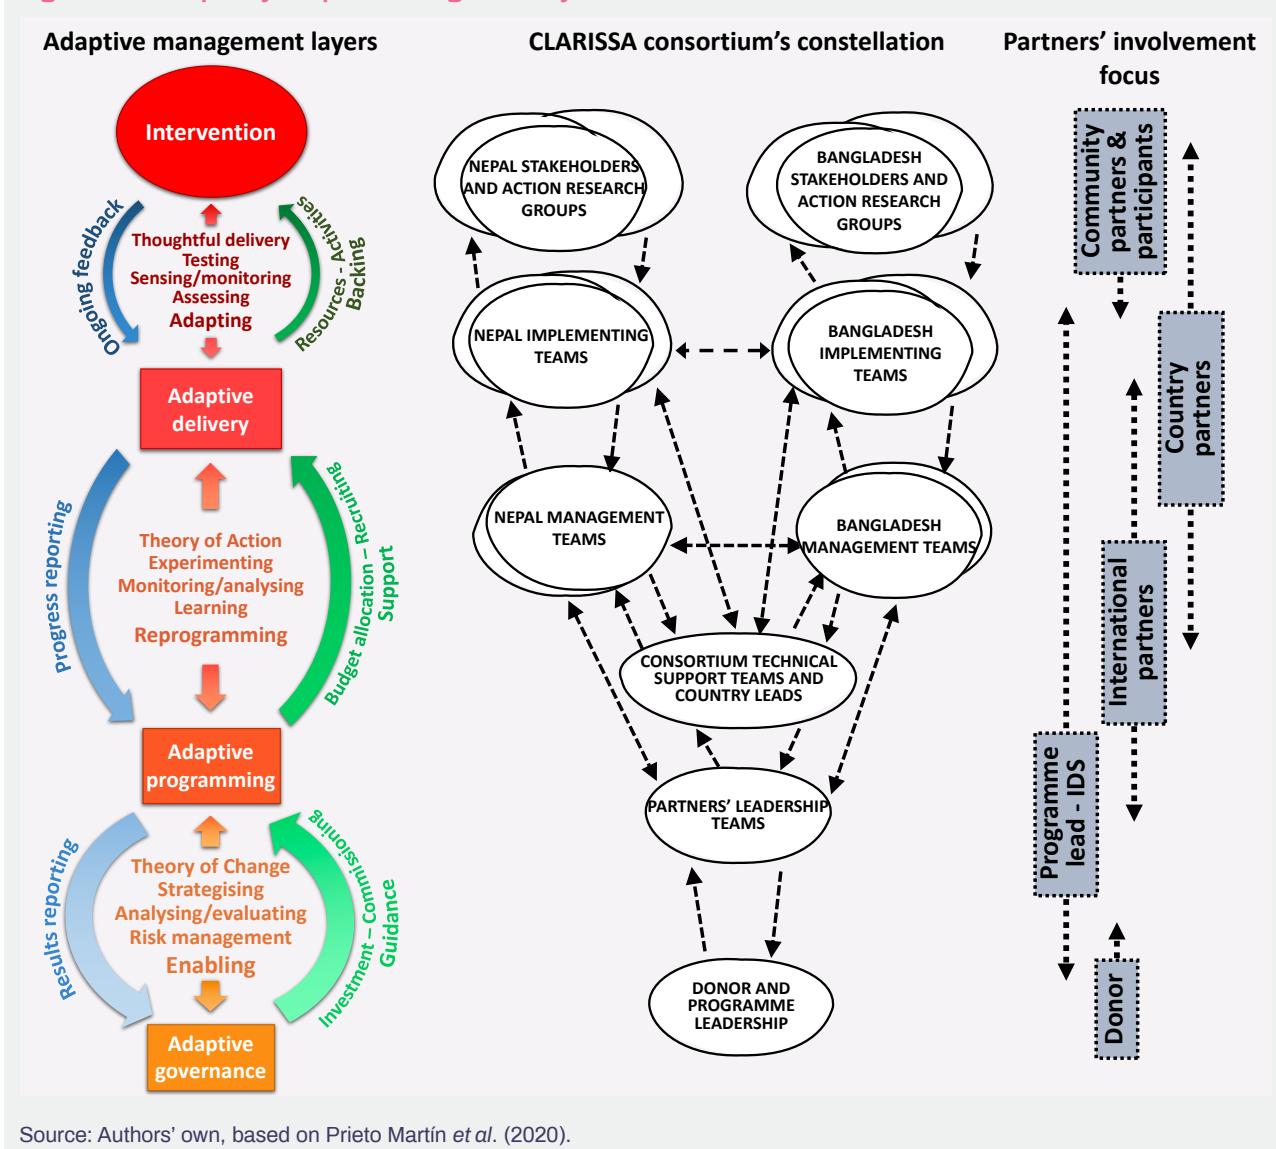 Adaptive management layers
Intervention
Ongoing feedback
Thoughtful delivery
Testing
Sensing/monitoring
Assessing
Adapting
Resources - Activities
Backing
Adaptive
delivery
Progress reporting
Theory of Action
Experimenting
Monitoring/analysing
Learning
Reprogramming
Budget allocation – Recruiting
Support
Adaptive
programming
Results reporting
Theory of Change
Strategising
Analysing/evaluating
Risk management
Enabling
Investment – Commissioning
Guidance
Adaptive
governance
CLARISSA consortium’s constellation
NEPAL STAKEHOLDERS
AND ACTION RESEARCH
GROUPS
BANGLADESH
STAKEHOLDERS AND
ACTION RESEARCH
GROUPS
NEPAL IMPLEMENTING
TEAMS
BANGLADESH
IMPLEMENTING
TEAMS
NEPAL MANAGEMENT
TEAMS
BANGLADESH
MANAGEMENT TEAMS
CONSORTIUM TECHNICAL
SUPPORT TEAMS AND
COUNTRY LEADS
PARTNERS’ LEADERSHIP
TEAMS
DONOR AND
PROGRAMME
LEADERSHIP
Partners’ involvement
focus
Community
partners &
participants
Country
partners
International
partners
Programme
lead - IDS
Donor
Source: Authors’ own, based on Prieto Martín et al. (2020).